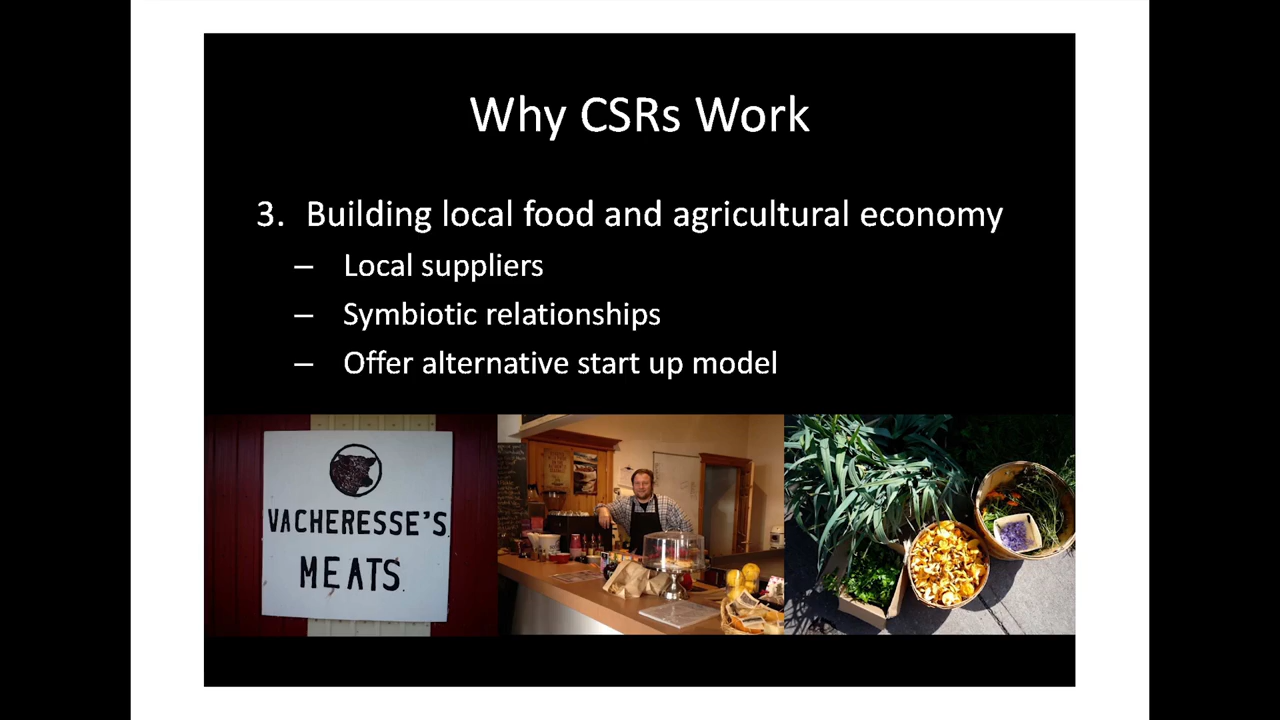 Why CSRs Work
3. Building local food and agricultural economy
– Local suppliers
– Symbiotic relationships
– Offer alternative start up model
VACHERESSE'S
MEATS.